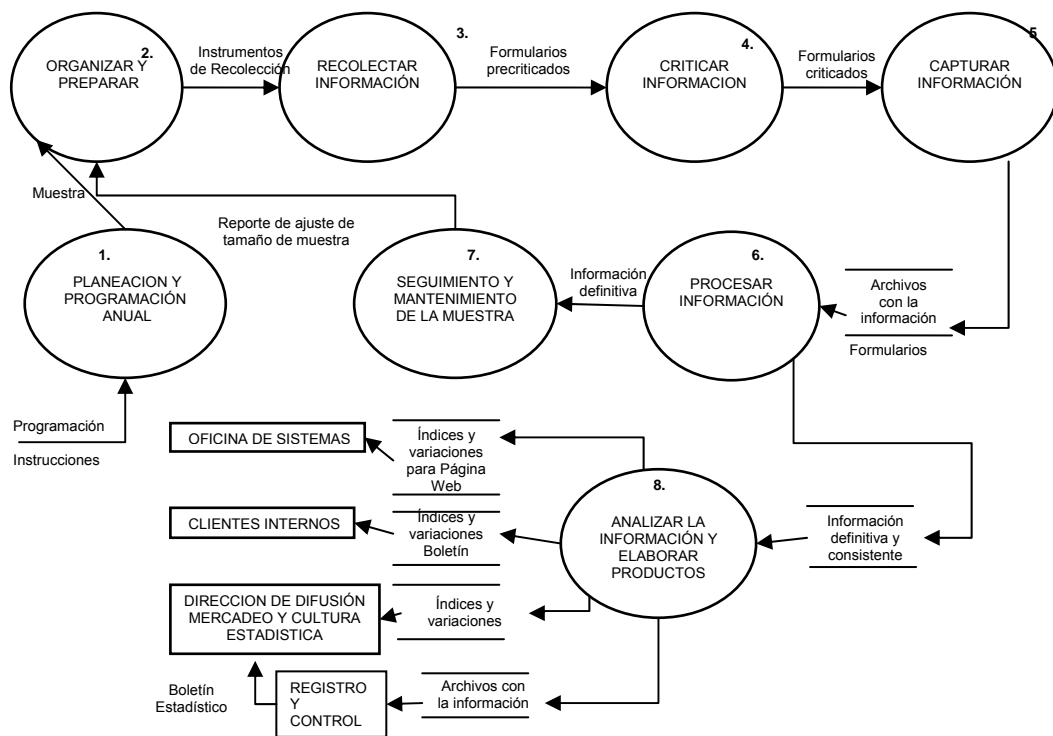 2.
ORGANIZAR Y
PREPARAR
Instrumentos
de Recolección
3.
RECOLECTAR
INFORMACIÓN
Formularios
precriticados
4.
CRITICAR
INFORMACION
Formularios
criticados
5
CAPTURAR
INFORMACIÓN
Muestra
Reporte de ajuste de
tamaño de muestra
1.
PLANEACION Y
PROGRAMACIÓN
ANUAL
7.
SEGUIMIENTO Y
MANTENIMIENTO
DE LA MUESTRA
Información
definitiva
6.
PROCESAR
INFORMACIÓN
Archivos
con la
información
Formularios
Programación
Instrucciones
OFICINA DE SISTEMAS
Índices y
variaciones
para Página
Web
CLIENTES INTERNOS
Índices y
variaciones
Boletín
8.
ANALIZAR LA
INFORMACIÓN Y
ELABORAR
PRODUCTOS
Información
definitiva y
consistente
DIRECCION DE DIFUSIÓN
MERCADEO Y CULTURA
ESTADISTICA
Índices y
variaciones
Boletín
Estadístico
REGISTRO
Y
CONTROL
Archivos con
la información